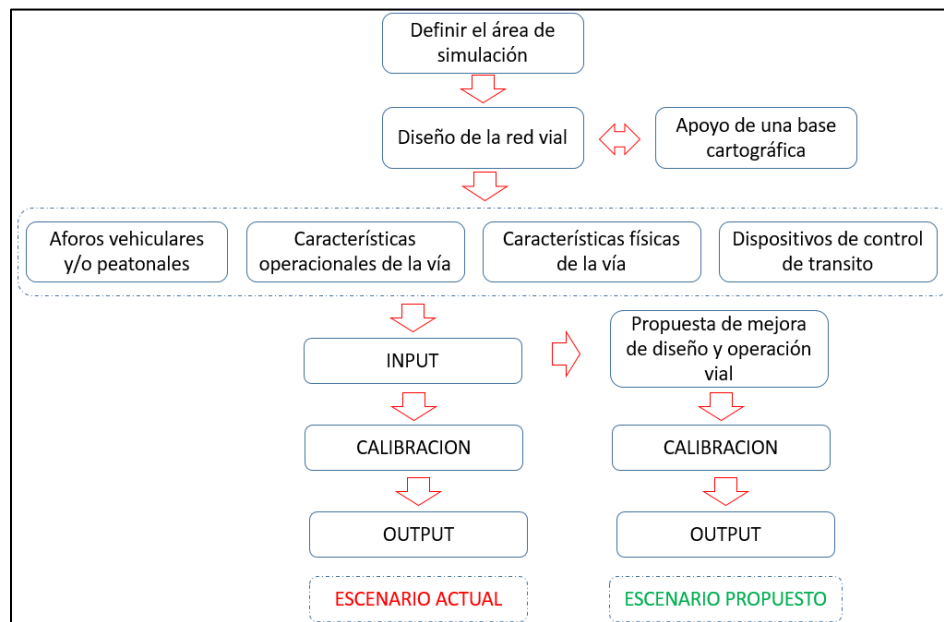 Definir el área de
simulación
Diseño de la red vial
Apoyo de una base
cartográfica
Aforos vehiculares
y/o peatonales
Características
operacionales de la vía
Características físicas
de la vía
Dispositivos de control
de transito
INPUT
Propuesta de mejora
de diseño y operación
vial
CALIBRACION
CALIBRACION
OUTPUT
OUTPUT
ESCENARIO ACTUAL
ESCENARIO PROPUESTO